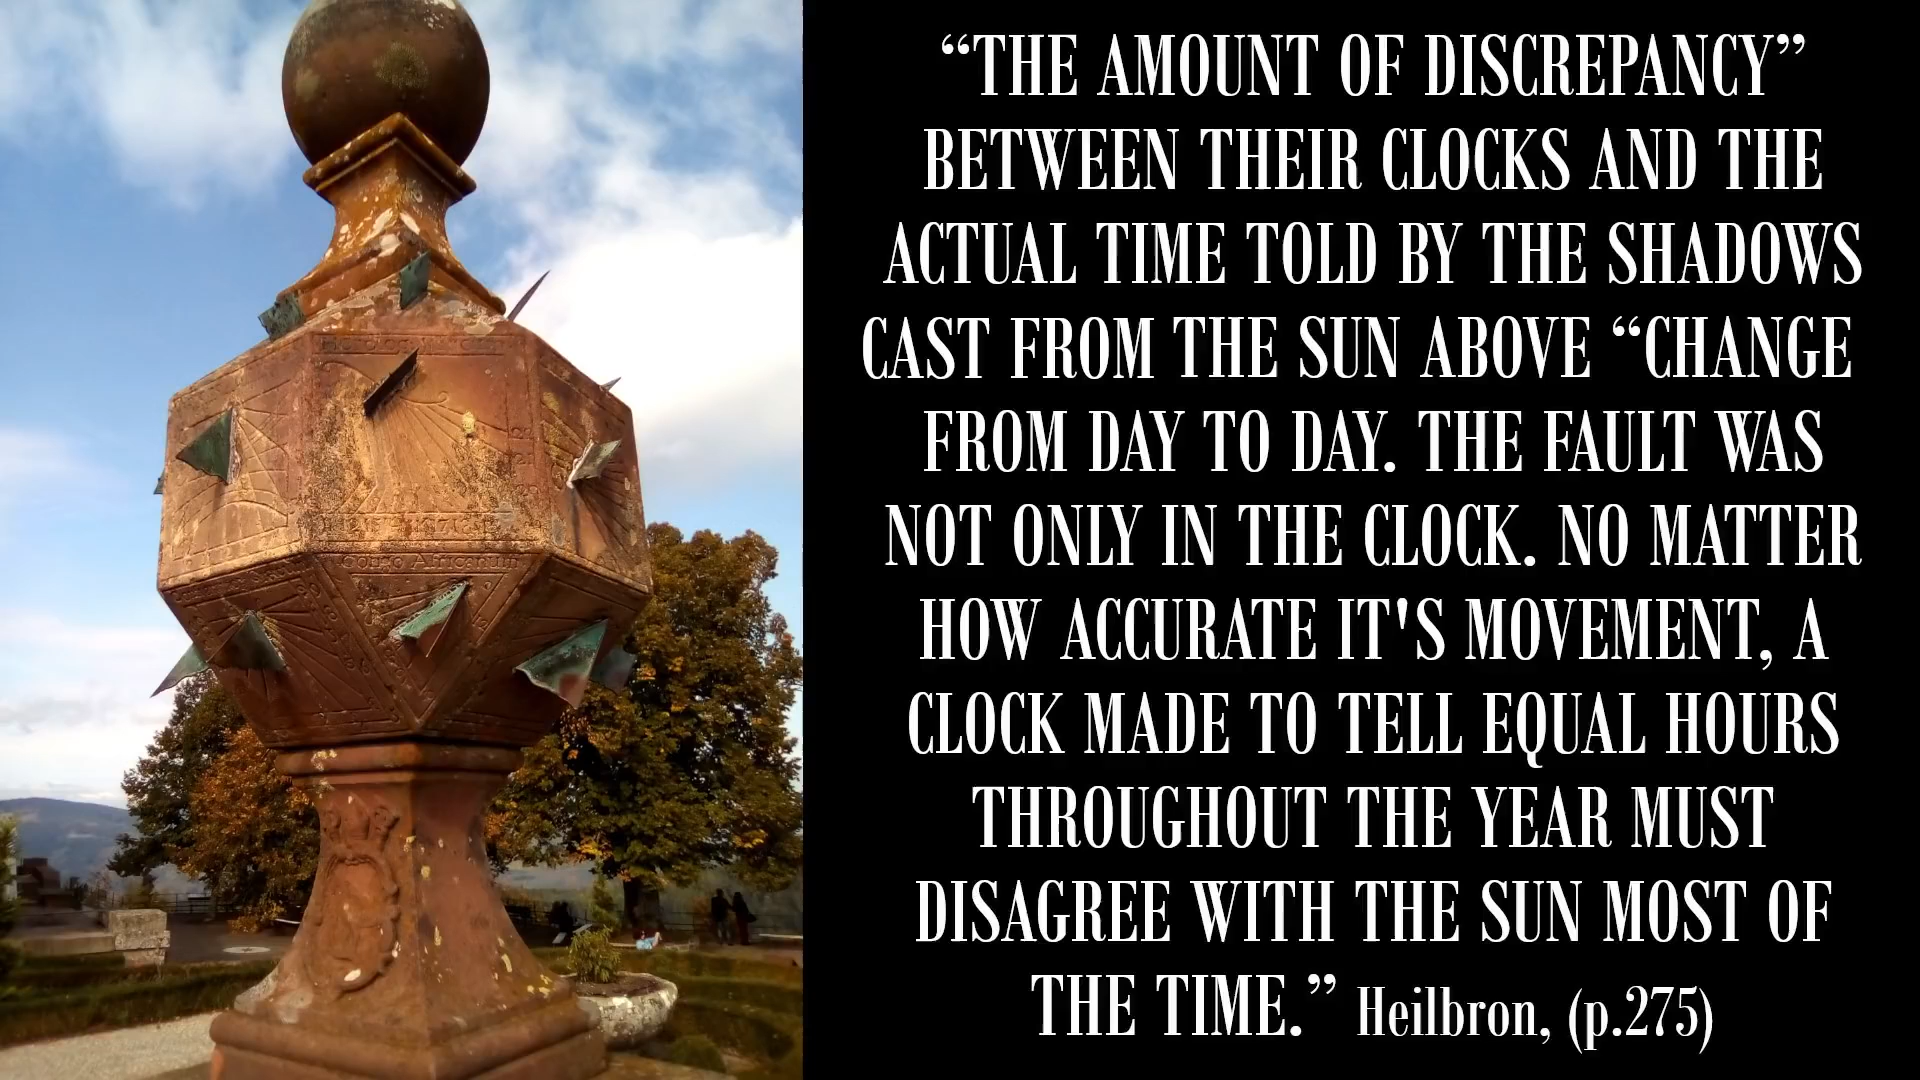 “THE AMOUNT OF DISCREPANCY”
BETWEEN THEIR CLOCKS AND THE
ACTUAL TIME TOLD BY THE SHADOWS
CAST FROM THE SUN ABOVE “CHANGE
FROM DAY TO DAY. THE FAULT WAS
NOT ONLY IN THE CLOCK. NO MATTER
HOW ACCURATE IT'S MOVEMENT, A
CLOCK MADE TO TELL EQUAL HOURS
THROUGHOUT THE YEAR MUST
DISAGREE WITH THE SUN MOST OF
THE TIME.” Heilbron, (p.275)
Africanum